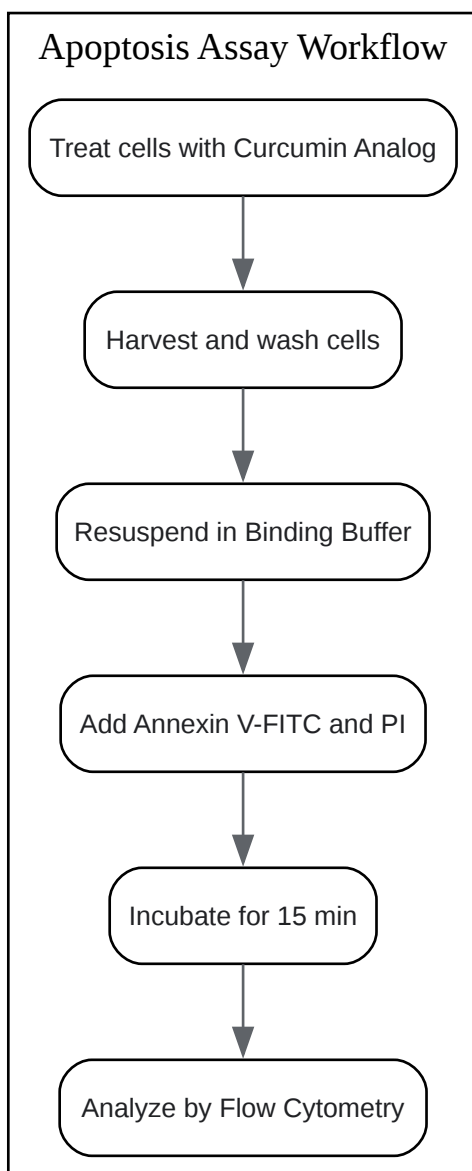 Apoptosis Assay Workflow
Treat cells with Curcumin Analog
Harvest and wash cells
Resuspend in Binding Buffer
Add Annexin V-FITC and PI
Incubate for 15 min
Analyze by Flow Cytometry